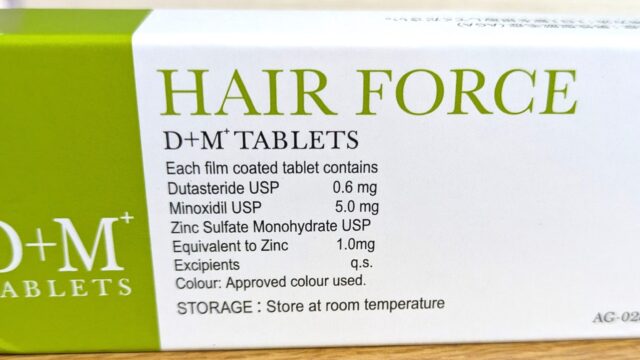 HAIR FORCE
D+M+ TABLETS
Each film coated tablet contains
Dutasteride USP 0.6 mg
Minoxidil USP 5.0 mg
Zinc Sulfate Monohydrate USP
Equivalent to Zinc 1.0mg
Excipients q.s.
Colour: Approved colour used.
STORAGE : Store at room temperature
D+M+
TABLETS
AG-02